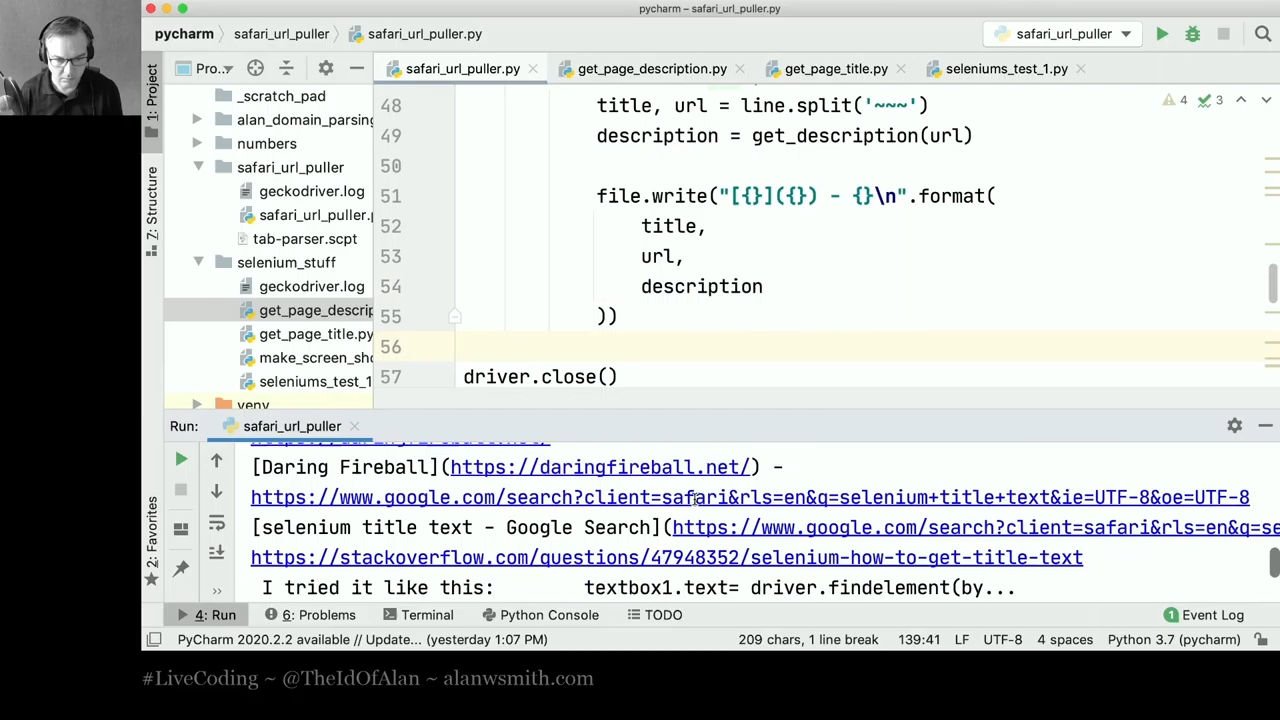 pycharm – safari_url_puller.py
pycharm
safari_url_puller
safari_url_puller.py
safari_url_puller
1: Project
Pro...
safari_url_puller.py
get_page_description.py
get_page_title.py
seleniums_test_1.py
_scratch_pad
alan_domain_parsing
numbers
safari_url_puller
geckodriver.log
safari_url_puller.p
tab-parser.scpt
selenium_stuff
geckodriver.log
get_page_descrip
get_page_title.py
make_screen_sho
seleniums_test_1
venv
7: Structure
2: Favorites
4
3
48 title, url = line.split('~~~')
49 description = get_description(url)
50
51 file.write("[{}]({}) - {}\n".format(
52 title,
53 url,
54 description
55 ))
56
57 driver.close()
Run:
safari_url_puller
https://daringfireball.net/
[Daring Fireball](https://daringfireball.net/) -
https://www.google.com/search?client=safari&rls=en&q=selenium+title+text&ie=UTF-8&oe=UTF-8
[selenium title text - Google Search](https://www.google.com/search?client=safari&rls=en&q=se
https://stackoverflow.com/questions/47948352/selenium-how-to-get-title-text
I tried it like this: textbox1.text= driver.findelement(by...
4: Run
6: Problems
Terminal
Python Console
TODO
1 Event Log
PyCharm 2020.2.2 available // Update... (yesterday 1:07 PM)
209 chars, 1 line break
139:41
LF
UTF-8
4 spaces
Python 3.7 (pycharm)
#LiveCoding ~ @TheIdOfAlan ~ alanwsmith.com